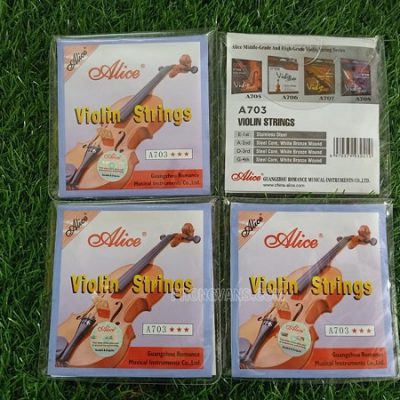 Alice
Alice®
Violin Strings
A703 ★★★
Guangzhou Romance
Musical Instruments Co.,Ltd.
Alice Middle-Grade And High-Grade Violin String Series
A705
A706
A707
A708
A703
VIOLIN STRINGS
E-1st Stainless Steel
A-2nd Steel Core, White Bronze Wound
D-3rd Steel Core, White Bronze Wound
G-4th Steel Core, White Bronze Wound
Alice GUANGZHOU ROMANCE MUSICAL INSTRUMENTS CO.,LTD.
www.china-alice.com
Alice
Alice®
Violin Strings
A703 ★★★
Guangzhou Romance
Musical Instruments Co.,Ltd.
Alice
Alice®
Violin Strings
A703 ★★★
Guangzhou Romance
Musical Instruments Co.,Ltd.